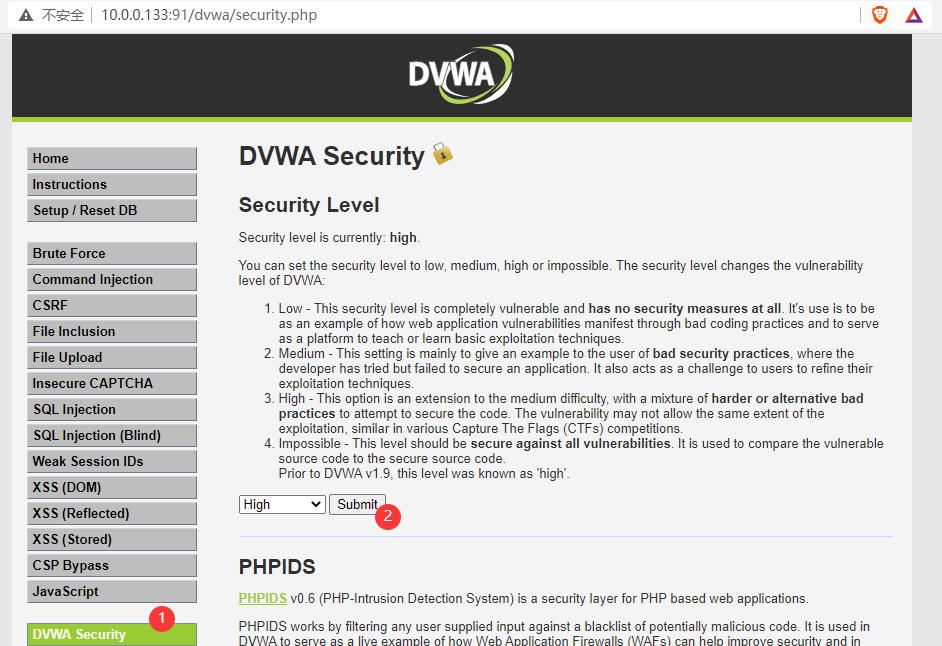 不安全 10.0.0.133:91/dvwa/security.php
DVWA
Home
Instructions
Setup / Reset DB
Brute Force
Command Injection
CSRF
File Inclusion
File Upload
Insecure CAPTCHA
SQL Injection
SQL Injection (Blind)
Weak Session IDs
XSS (DOM)
XSS (Reflected)
XSS (Stored)
CSP Bypass
JavaScript
1
DVWA Security
DVWA Security
Security Level
Security level is currently: high.
You can set the security level to low, medium, high or impossible. The security level changes the vulnerability
level of DVWA:
1. Low - This security level is completely vulnerable and has no security measures at all. It's use is to be
as an example of how web application vulnerabilities manifest through bad coding practices and to serve
as a platform to teach or learn basic exploitation techniques.
2. Medium - This setting is mainly to give an example to the user of bad security practices, where the
developer has tried but failed to secure an application. It also acts as a challenge to users to refine their
exploitation techniques.
3. High - This option is an extension to the medium difficulty, with a mixture of harder or alternative bad
practices to attempt to secure the code. The vulnerability may not allow the same extent of the
exploitation, similar in various Capture The Flags (CTFs) competitions.
4. Impossible - This level should be secure against all vulnerabilities. It is used to compare the vulnerable
source code to the secure source code.
Prior to DVWA v1.9, this level was known as 'high'.
High Submit
2
PHPIDS
PHPIDS v0.6 (PHP-Intrusion Detection System) is a security layer for PHP based web applications.
PHPIDS works by filtering any user supplied input against a blacklist of potentially malicious code. It is used in
DVWA to serve as a live example of how Web Application Firewalls (WAFs) can help improve security and in